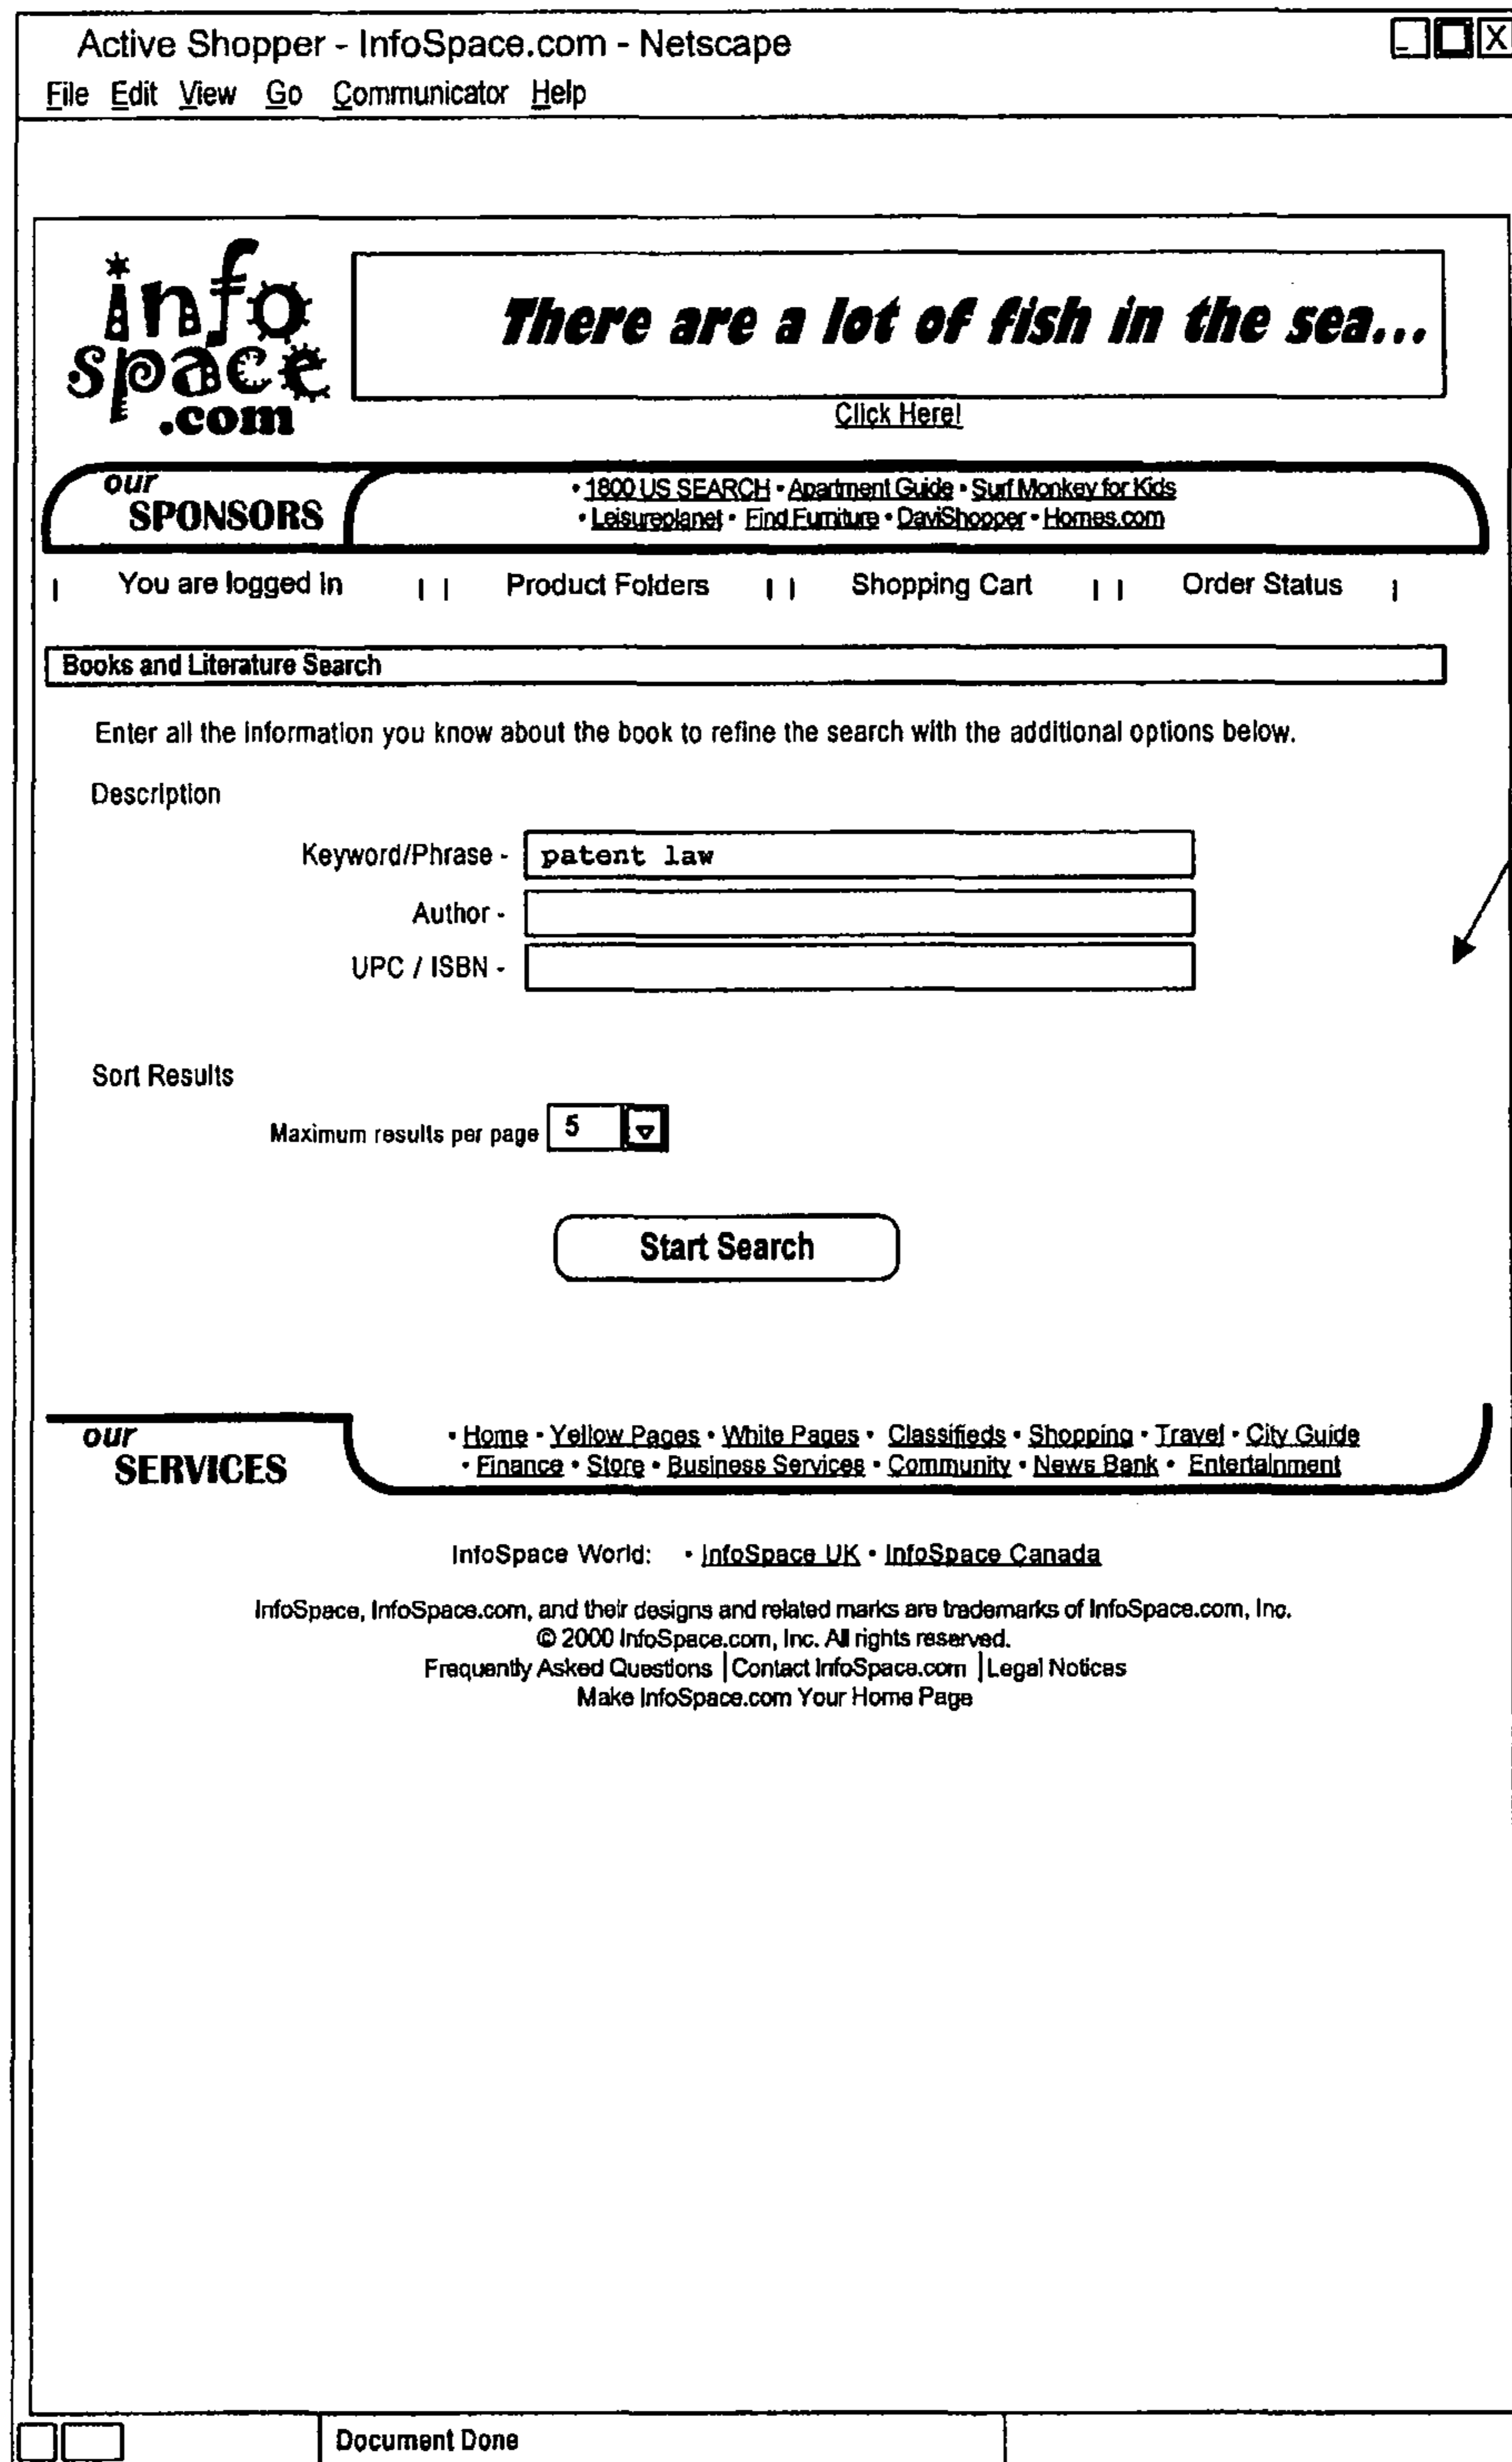 Active Shopper - InfoSpace.com - Netscape
File Edit View Go Communicator Help
info
space
.com
There are a lot of fish in the sea...
Click Here!
our
SPONSORS
• 1800 US SEARCH • Apartment Guide • Surf Monkey for Kids
• Leisureplanet • Find Furniture • DaviShopper • Homes.com
| You are logged in | | Product Folders | | Shopping Cart | | Order Status |
Books and Literature Search
Enter all the information you know about the book to refine the search with the additional options below.
Description
Keyword/Phrase - patent law
Author -
UPC / ISBN -
Sort Results
Maximum results per page 5
Start Search
our
SERVICES
• Home • Yellow Pages • White Pages • Classifieds • Shopping • Travel • City Guide
• Finance • Store • Business Services • Community • News Bank • Entertainment
InfoSpace World: • InfoSpace UK • InfoSpace Canada
InfoSpace, InfoSpace.com, and their designs and related marks are trademarks of InfoSpace.com, Inc.
© 2000 InfoSpace.com, Inc. All rights reserved.
Frequently Asked Questions | Contact InfoSpace.com | Legal Notices
Make InfoSpace.com Your Home Page
Document Done